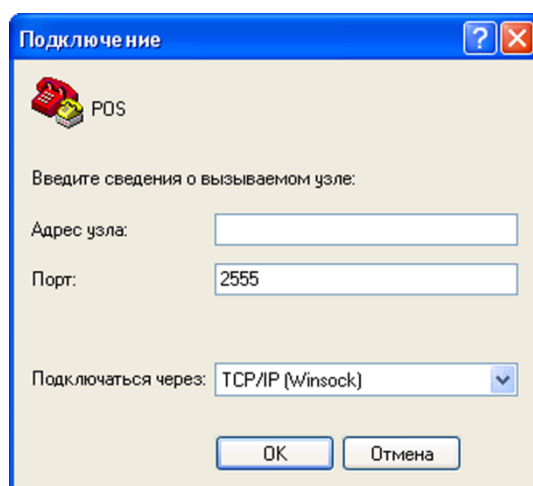 Подключение
POS
Введите сведения о вызываемом узле:
Адрес узла:
Порт: 2555
Подключаться через: TCP/IP (Winsock)
OK Отмена